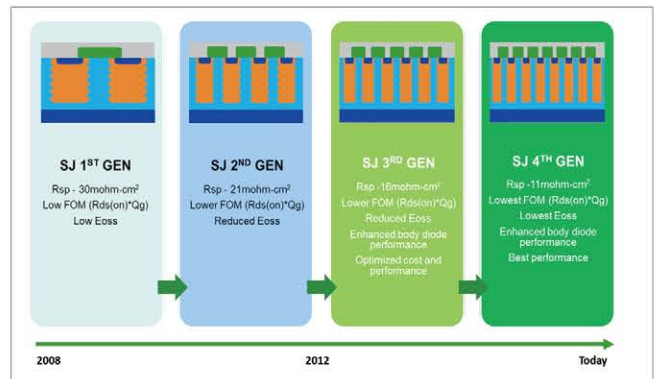 SJ 1ST GEN
Rsp - 30mohm-cm²
Low FOM (Rds(on)*Qg)
Low Eoss
SJ 2ND GEN
Rsp - 21mohm-cm²
Lower FOM (Rds(on)*Qg)
Reduced Eoss
SJ 3RD GEN
Rsp -16mohm-cm²
Lower FOM (Rds(on)*Qg)
Reduced Eoss
Enhanced body diode
performance
Optimized cost and
performance
SJ 4TH GEN
Rsp -11mohm-cm²
Lowest FOM (Rds(on)*Qg)
Lowest Eoss
Enhanced body diode
performance
Best performance
2008
2012
Today